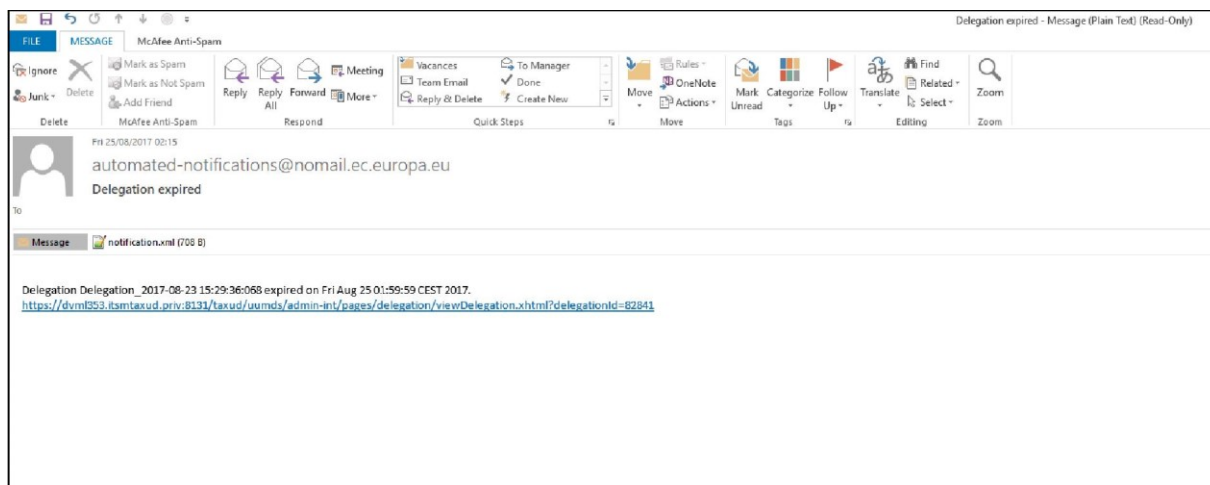 Delegation expired - Message (Plain Text) (Read-Only)
FILE MESSAGE McAfee Anti-Spam
Ignore
Junk
Delete
Mark as Spam
Mark as Not Spam
Add Friend
Reply
Reply All
Forward
Meeting
More
Vacances
Team Email
Reply & Delete
To Manager
Done
Create New
Move
Rules
OneNote
Actions
Mark Unread
Categorize
Follow Up
Translate
Find
Related
Select
Zoom
Delete McAfee Anti-Spam Respond Quick Steps Move Tags Editing Zoom
Fri 25/08/2017 02:15
automated-notifications@nomail.ec.europa.eu
Delegation expired
To
Message notification.xml (708 B)
Delegation Delegation_2017-08-23 15:29:36:068 expired on Fri Aug 25 01:59:59 CEST 2017.
https://dvml353.itsmtaxud.priv:8131/taxud/uumds/admin-int/pages/delegation/viewDelegation.xhtml?delegationId=82841